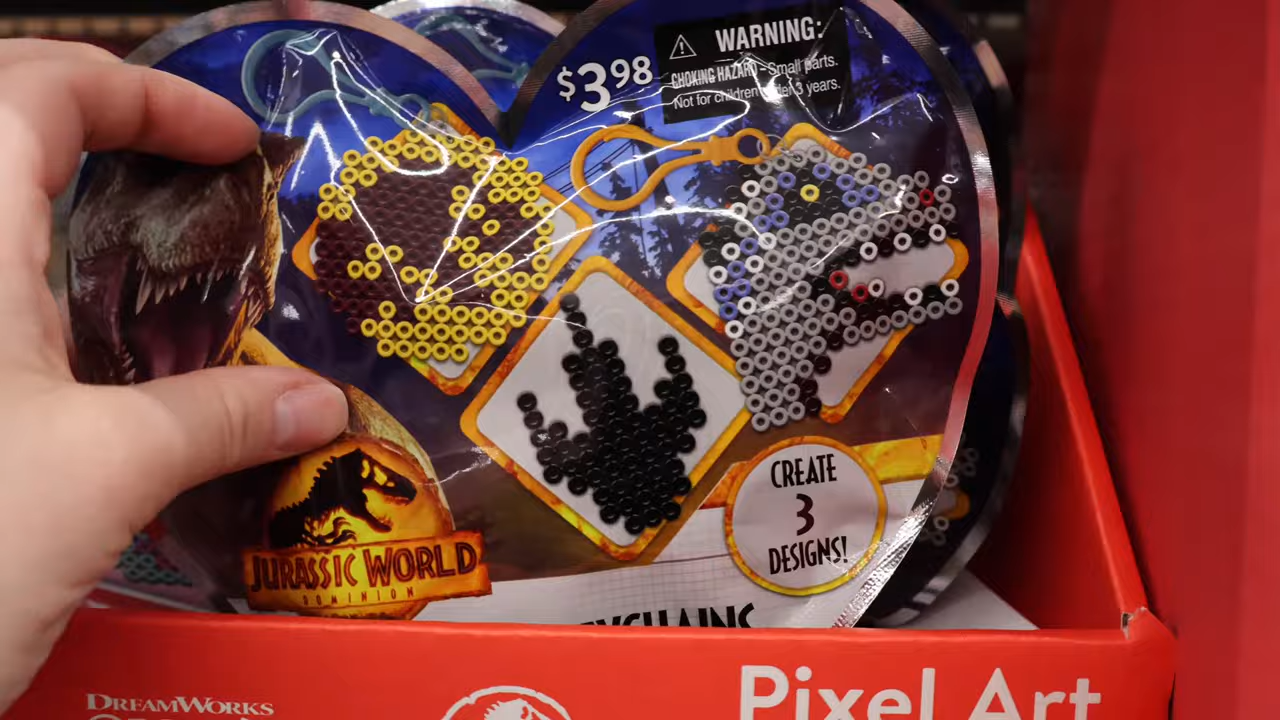 $3.98
WARNING:
CHOKING HAZARD - Small parts.
Not for children under 3 years.
CREATE
3
DESIGNS!
JURASSIC WORLD
DOMINION
DREAMWORKS
Pixel Art